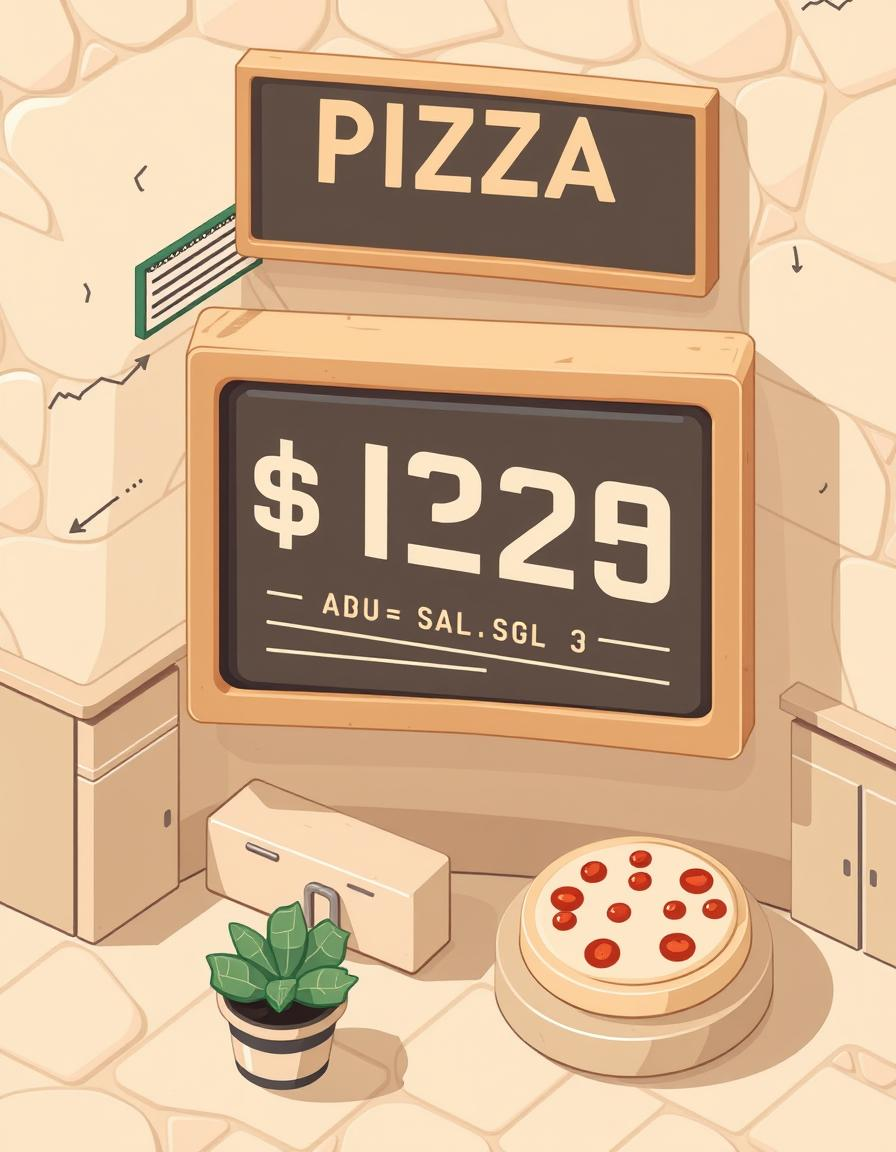 PIZZA
$ 1229
ABU= SAL.SGL 3